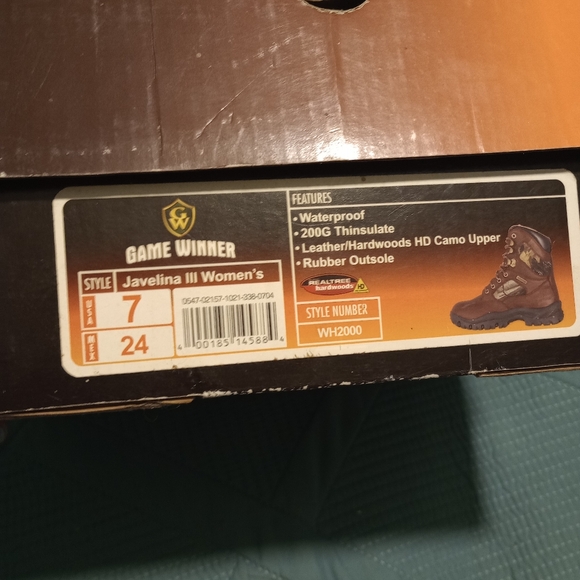 GW
GAME WINNER
STYLE Javelina III Women's
USA 7
MEX 24
0547-02157-1021-338-0704
4 00185 14588 4
FEATURES
• Waterproof
• 200G Thinsulate
• Leather/Hardwoods HD Camo Upper
• Rubber Outsole
REALTREE
hardwoods HD
STYLE NUMBER
WH2000